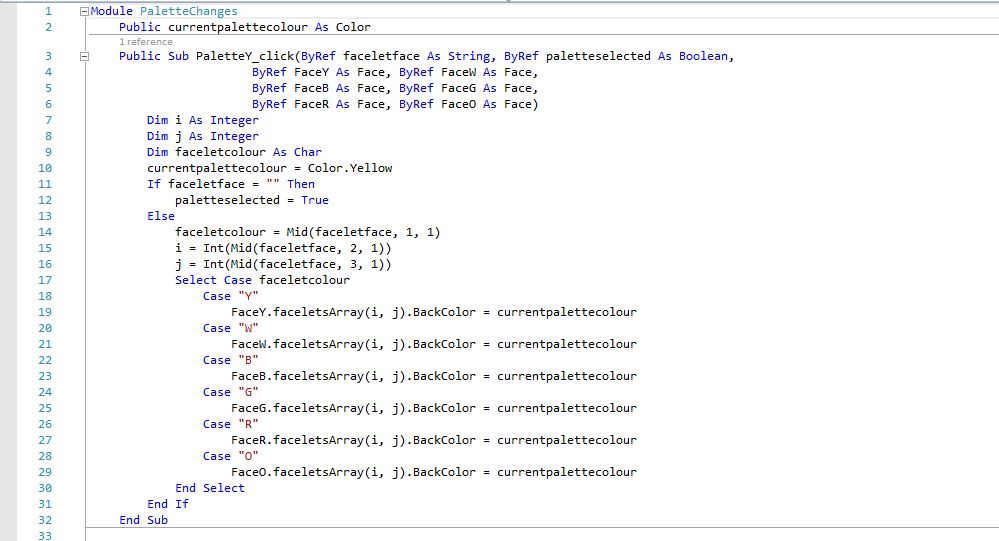 1 Module PaletteChanges
2 Public currentpalettecolour As Color
1 reference
3 Public Sub PaletteY_click(ByRef faceletface As String, ByRef paletteselected As Boolean,
4 ByRef FaceY As Face, ByRef FaceW As Face,
5 ByRef FaceB As Face, ByRef FaceG As Face,
6 ByRef FaceR As Face, ByRef FaceO As Face)
7 Dim i As Integer
8 Dim j As Integer
9 Dim faceletcolour As Char
10 currentpalettecolour = Color.Yellow
11 If faceletface = "" Then
12 paletteselected = True
13 Else
14 faceletcolour = Mid(faceletface, 1, 1)
15 i = Int(Mid(faceletface, 2, 1))
16 j = Int(Mid(faceletface, 3, 1))
17 Select Case faceletcolour
18 Case "Y"
19 FaceY.faceletsArray(i, j).BackColor = currentpalettecolour
20 Case "W"
21 FaceW.faceletsArray(i, j).BackColor = currentpalettecolour
22 Case "B"
23 FaceB.faceletsArray(i, j).BackColor = currentpalettecolour
24 Case "G"
25 FaceG.faceletsArray(i, j).BackColor = currentpalettecolour
26 Case "R"
27 FaceR.faceletsArray(i, j).BackColor = currentpalettecolour
28 Case "O"
29 FaceO.faceletsArray(i, j).BackColor = currentpalettecolour
30 End Select
31 End If
32 End Sub
33